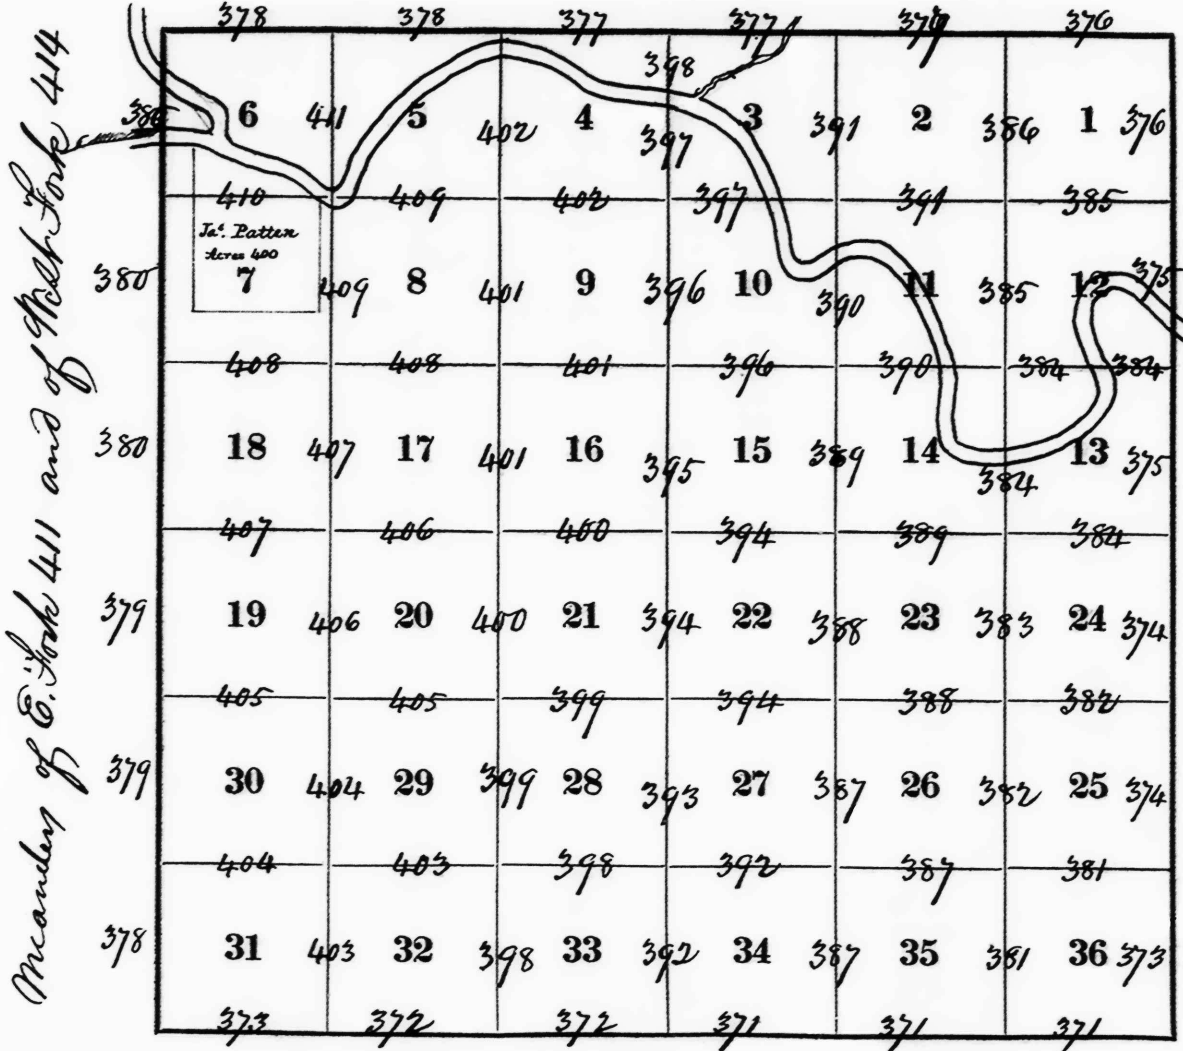 378 378 377 377 376 376
398
386 6 411 5 402 4 397 3 391 2 386 1 376
410 409 402 397 391 385
Jas. Patten
Acres 400
380 7 409 8 401 9 396 10 390 11 385 12 375
408 408 401 396 390 384 384
380 18 407 17 401 16 395 15 389 14 384 13 375
407 406 400 394 389 384
379 19 406 20 400 21 394 22 388 23 383 24 374
405 405 399 394 388 382
379 30 404 29 399 28 393 27 387 26 382 25 374
404 403 398 392 387 381
378 31 403 32 398 33 392 34 387 35 381 36 373
373 372 372 371 371 371
Meanders of E. Fork 411 and of West Fork 414